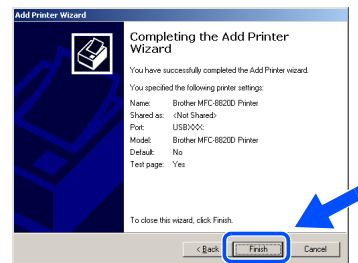 Add Printer Wizard
Completing the Add Printer
Wizard
You have successfully completed the Add Printer wizard.
You specified the following printer settings:
Name: Brother MFC-8820D Printer
Shared as: <Not Shared>
Port: USBXXX:
Model: Brother MFC-8820D Printer
Default: No
Test page: Yes
To close this wizard, click Finish.
< Back Finish Cancel